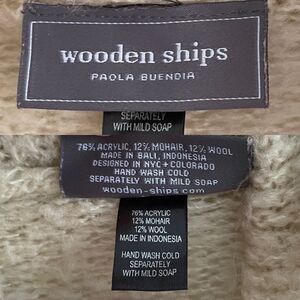 wooden ships
PAOLA BUENDIA
SEPARATELY
WITH MILD SOAP
76% ACRYLIC, 12% MOHAIR, 12% WOOL
MADE IN BALI, INDONESIA
DESIGNED IN NYC + COLORADO
HAND WASH COLD
SEPARATELY WITH MILD SOAP
wooden-ships.com
76% ACRYLIC
12% MOHAIR
12% WOOL
MADE IN INDONESIA
HAND WASH COLD
SEPARATELY
WITH MILD SOAP